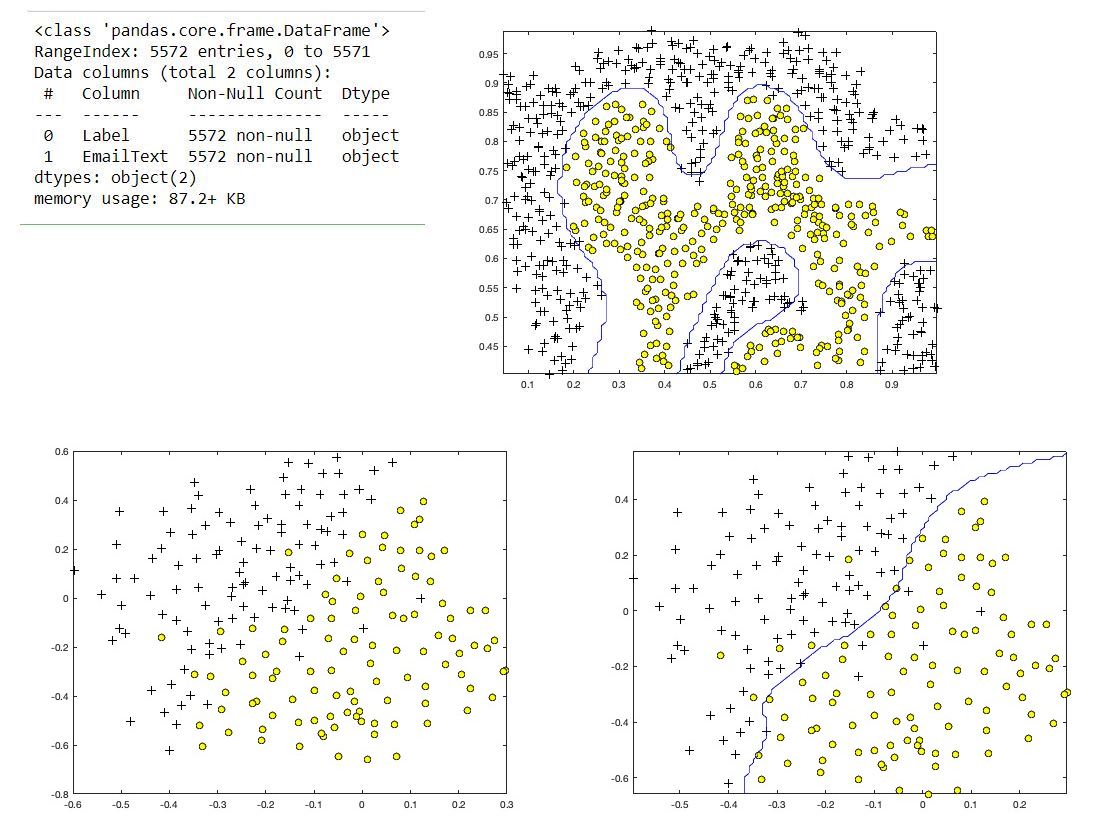 <class 'pandas.core.frame.DataFrame'>
RangeIndex: 5572 entries, 0 to 5571
Data columns (total 2 columns):
# Column Non-Null Count Dtype
--- ------ -------------- -----
0 Label 5572 non-null object
1 EmailText 5572 non-null object
dtypes: object(2)
memory usage: 87.2+ KB
0.95
0.9
0.85
0.8
0.75
0.7
0.65
0.6
0.55
0.5
0.45
0.1 0.2 0.3 0.4 0.5 0.6 0.7 0.8 0.9
0.6
0.4
0.2
0
-0.2
-0.4
-0.6
-0.8
-0.6 -0.5 -0.4 -0.3 -0.2 -0.1 0 0.1 0.2 0.3
0.4
0.2
0
-0.2
-0.4
-0.6
-0.5 -0.4 -0.3 -0.2 -0.1 0 0.1 0.2